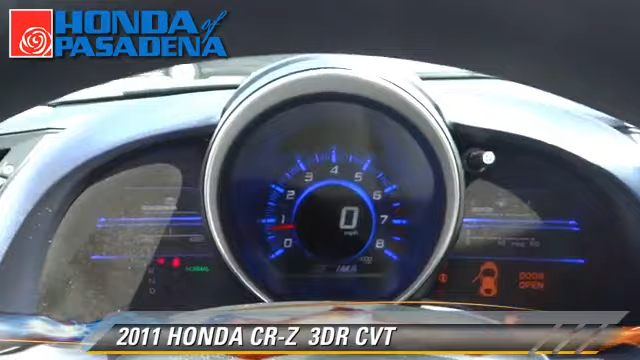 HONDA of
PASADENA
0 1 2 3 4 5 6 7 8
0
mph
IMA
NORMAL
DOOR
OPEN
2011 HONDA CR-Z 3DR CVT